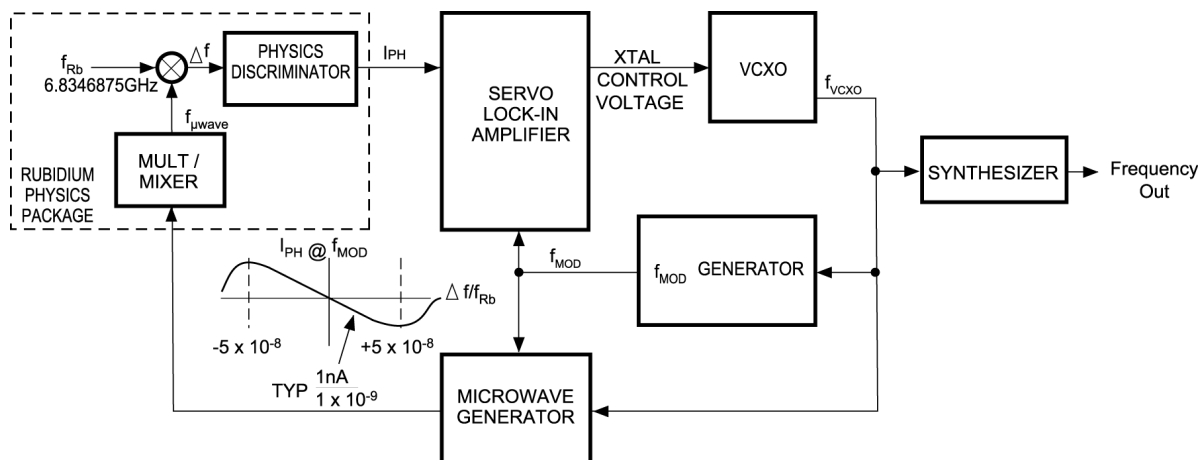 f_Rb
6.8346875GHz
Δf
PHYSICS
DISCRIMINATOR
I_PH
f_μwave
MULT /
MIXER
RUBIDIUM
PHYSICS
PACKAGE
SERVO
LOCK-IN
AMPLIFIER
XTAL
CONTROL
VOLTAGE
VCXO
f_VCXO
SYNTHESIZER
Frequency
Out
f_MOD
f_MOD GENERATOR
I_PH @ f_MOD
Δ f/f_Rb
-5 x 10^-8
+5 x 10^-8
TYP 1nA
1 x 10^-9
MICROWAVE
GENERATOR